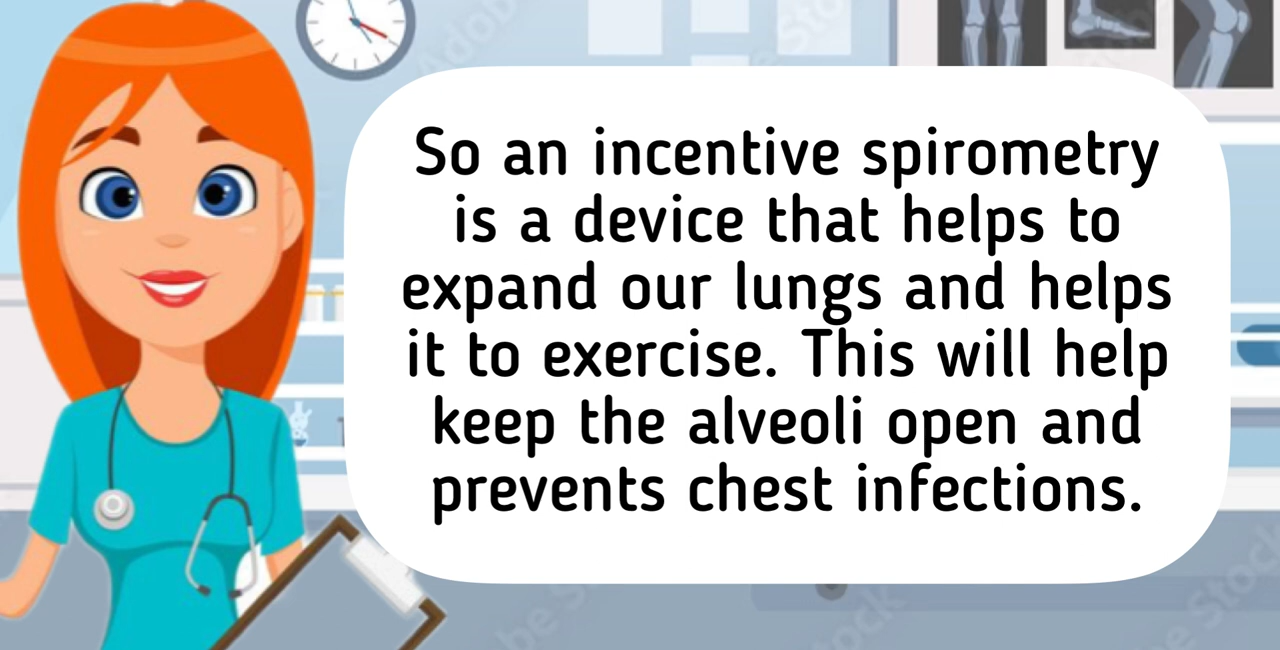 So an incentive spirometry
is a device that helps to
expand our lungs and helps
it to exercise. This will help
keep the alveoli open and
prevents chest infections.